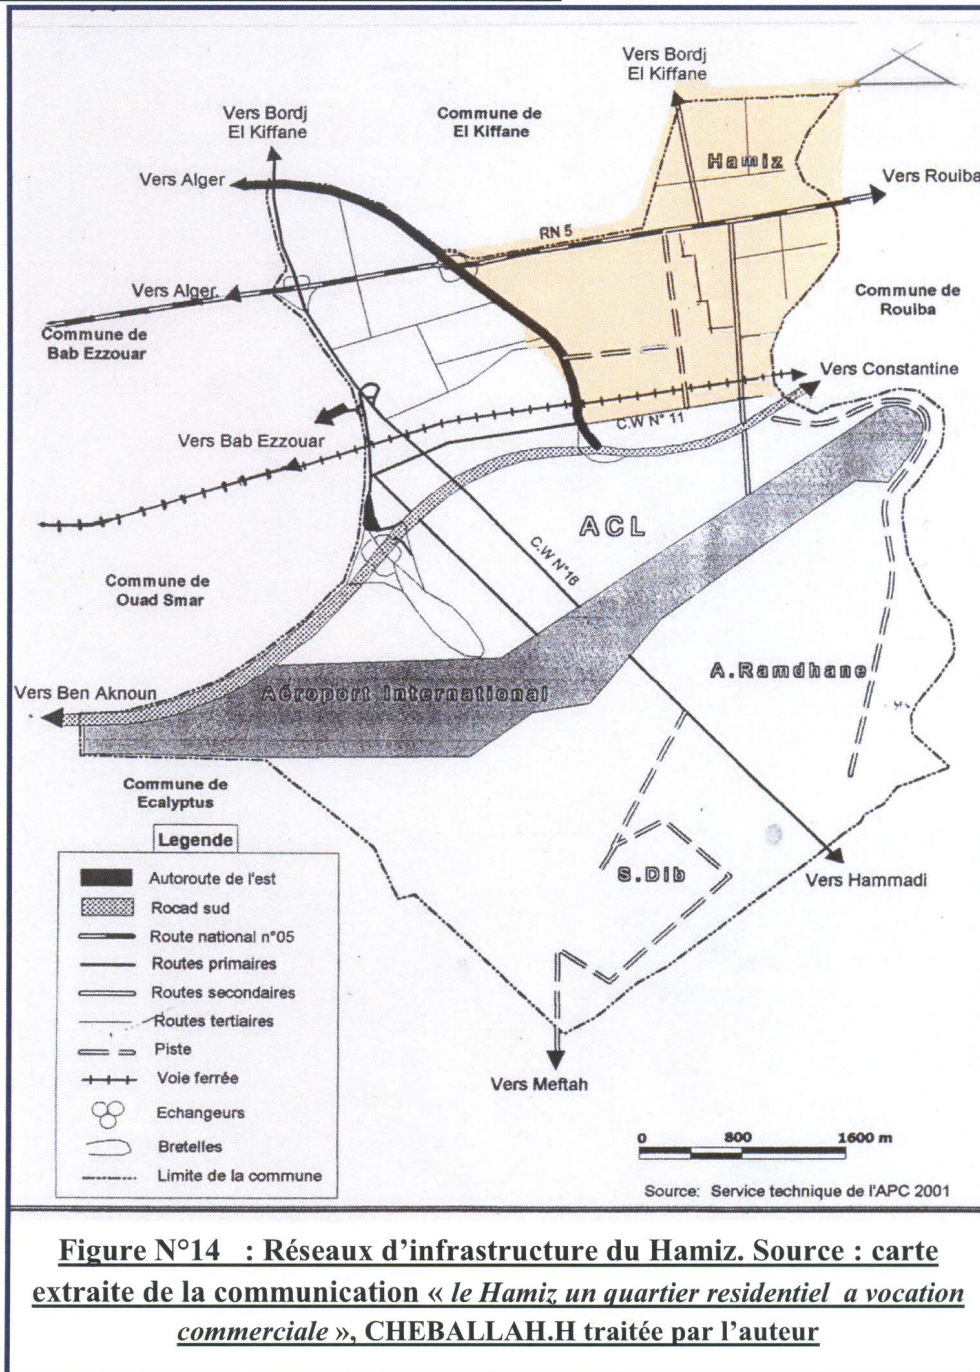 Vers Bordj
El Kiffane
Vers Bordj
El Kiffane
Commune de
El Kiffane
Hamiz
Vers Alger
Vers Rouiba
RN 5
Vers Alger
Commune de
Rouiba
Commune de
Bab Ezzouar
Vers Constantine
C.W N° 11
Vers Bab Ezzouar
ACL
C.W N°16
Commune de
Ouad Smar
A.Ramdhane
Vers Ben Aknoun
Aéroport International
Commune de
Ecalyptus
Legende
Autoroute de l'est
Rocad sud
Route national n°05
Routes primaires
Routes secondaires
Routes tertiaires
Piste
Voie ferrée
Echangeurs
Bretelles
Limite de la commune
S.Dib
Vers Hammadi
Vers Meftah
0 800 1600 m
Source: Service technique de l'APC 2001
Figure N°14 : Réseaux d'infrastructure du Hamiz. Source : carte
extraite de la communication « le Hamiz un quartier residentiel a vocation
commerciale », CHEBALLAH.H traitée par l'auteur